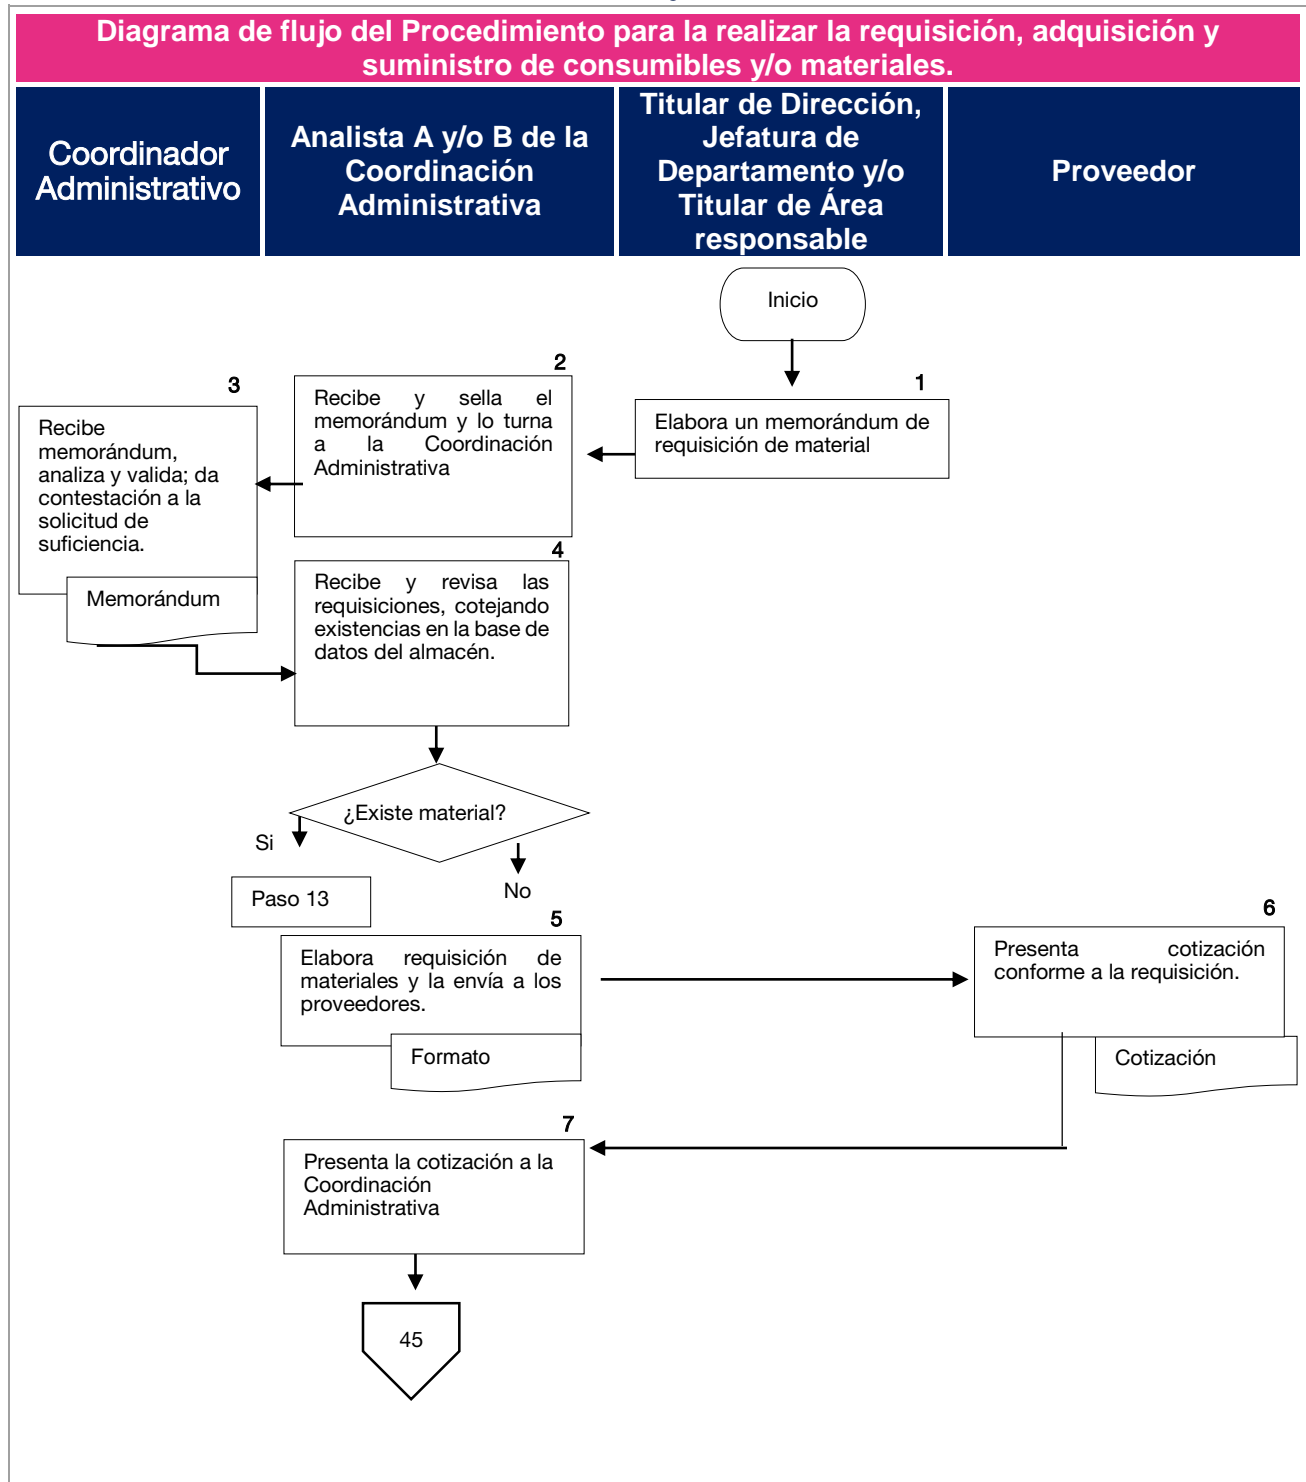 Diagrama de flujo del Procedimiento para la realizar la requisición, adquisición y
suministro de consumibles y/o materiales.
Coordinador
Administrativo
Analista A y/o B de la
Coordinación
Administrativa
Titular de Dirección,
Jefatura de
Departamento y/o
Titular de Área
responsable
Proveedor
Inicio
1
Elabora un memorándum de
requisición de material
2
Recibe y sella el
memorándum y lo turna
a la Coordinación
Administrativa
3
Recibe
memorándum,
analiza y valida; da
contestación a la
solicitud de
suficiencia.
Memorándum
4
Recibe y revisa las
requisiciones, cotejando
existencias en la base de
datos del almacén.
¿Existe material?
Si
No
Paso 13
5
Elabora requisición de
materiales y la envía a los
proveedores.
Formato
6
Presenta cotización
conforme a la requisición.
Cotización
7
Presenta la cotización a la
Coordinación
Administrativa
45